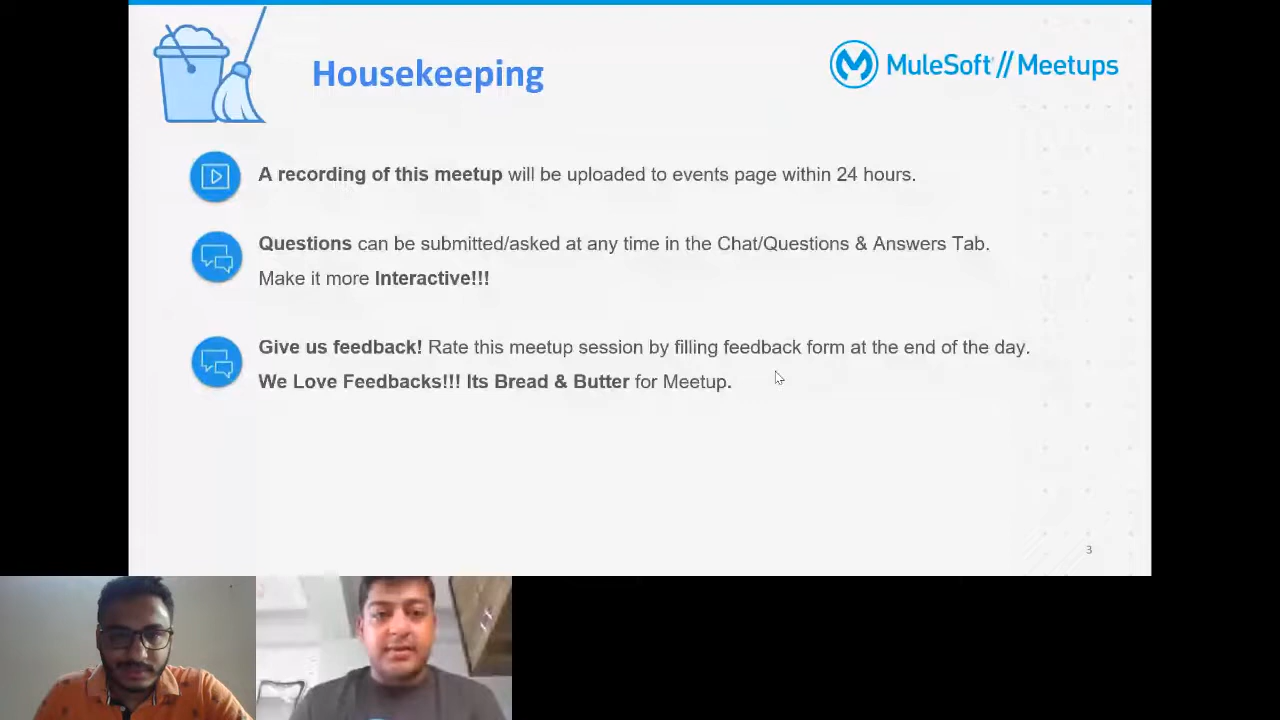 Housekeeping
MuleSoft // Meetups
A recording of this meetup will be uploaded to events page within 24 hours.
Questions can be submitted/asked at any time in the Chat/Questions & Answers Tab.
Make it more Interactive!!!
Give us feedback! Rate this meetup session by filling feedback form at the end of the day.
We Love Feedbacks!!! Its Bread & Butter for Meetup.
3